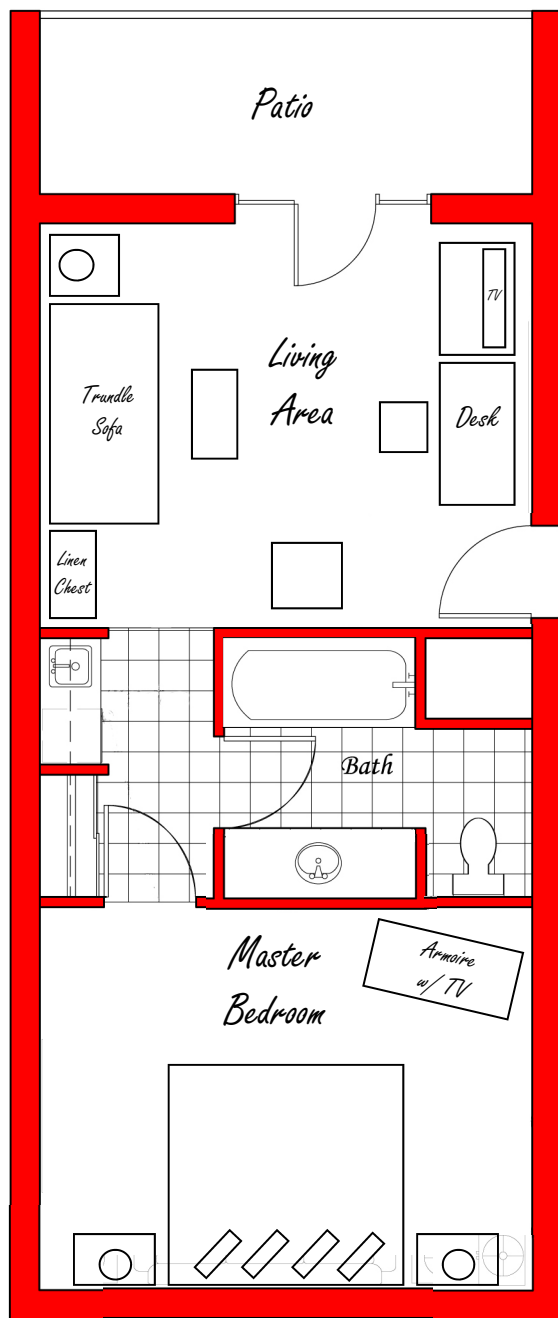 Patio
TV
Living
Area
Trundle
Sofa
Desk
Linen
Chest
Bath
Master
Bedroom
Armoire
w/ TV